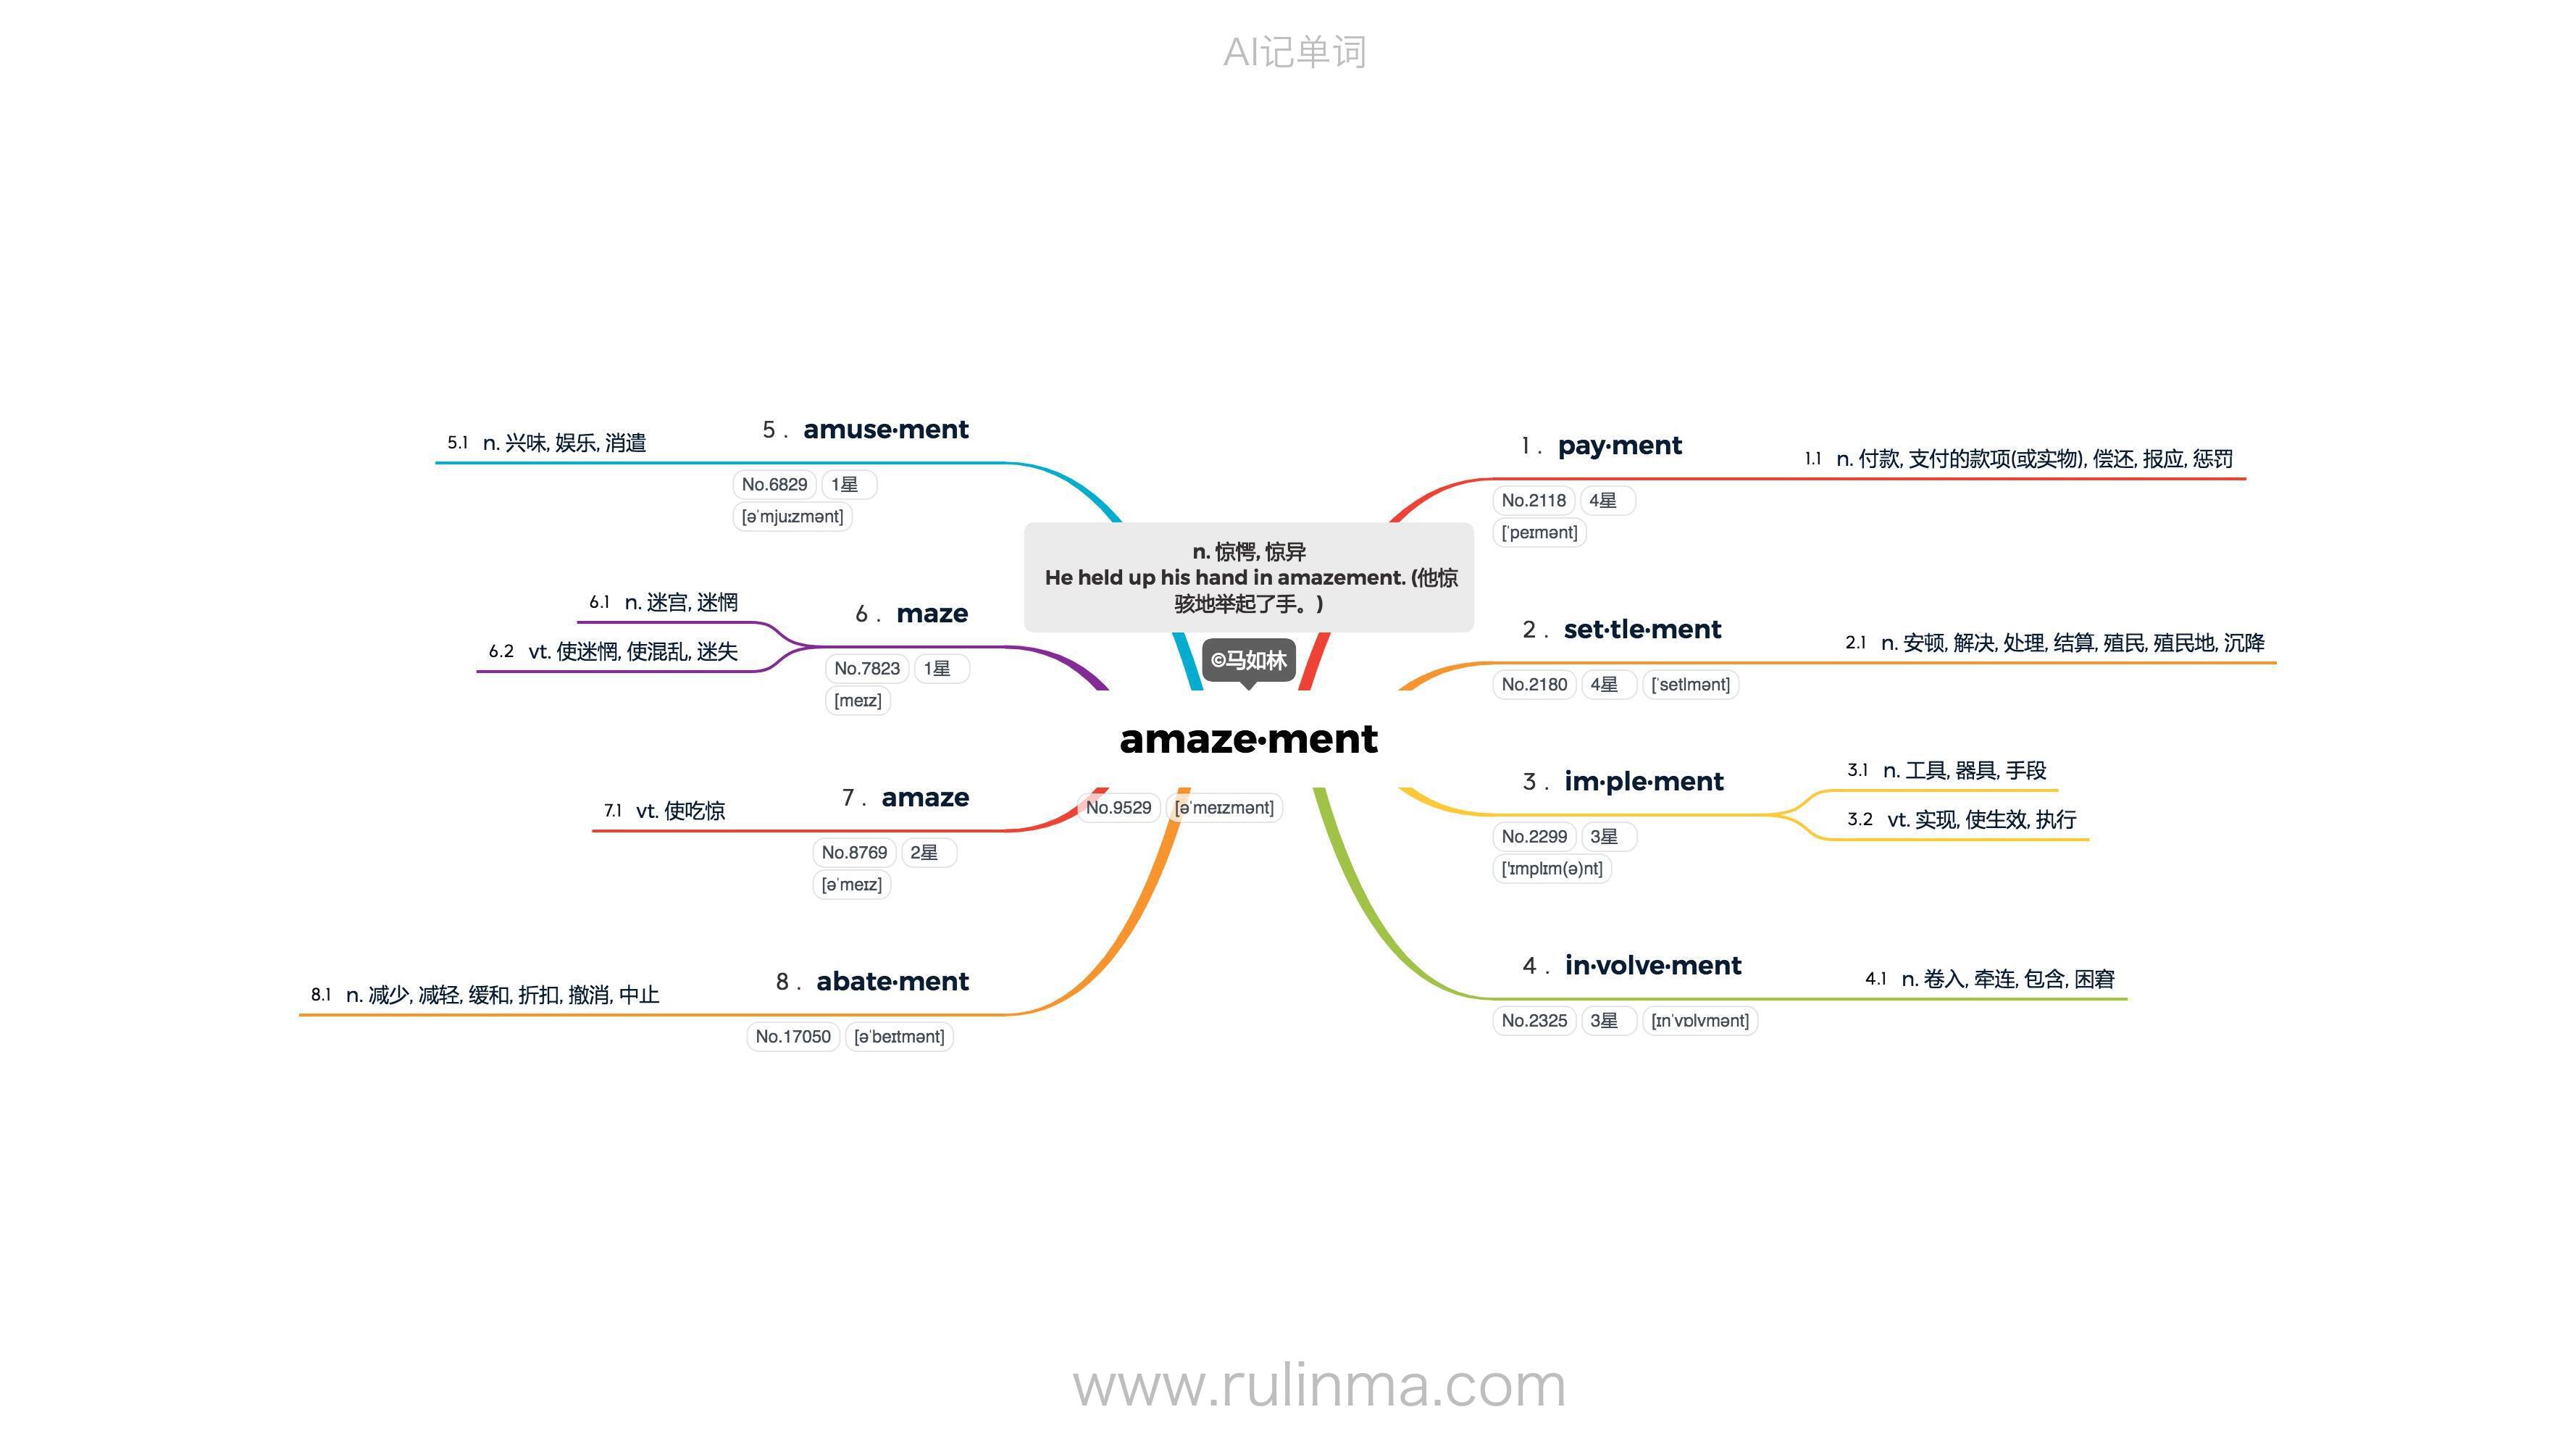 AI记单词
n. 惊愕, 惊异
He held up his hand in amazement. (他惊
骇地举起了手。)
©马如林
amaze·ment
No.9529 [əˈmeɪzmənt]
1. pay·ment
No.2118 4星
[ˈpeɪmənt]
1.1 n. 付款, 支付的款项(或实物), 偿还, 报应, 惩罚
2. set·tle·ment
No.2180 4星 [ˈsetlmənt]
2.1 n. 安顿, 解决, 处理, 结算, 殖民, 殖民地, 沉降
3. im·ple·ment
No.2299 3星
['ɪmplɪm(ə)nt]
3.1 n. 工具, 器具, 手段
3.2 vt. 实现, 使生效, 执行
4. in·volve·ment
No.2325 3星 [ɪnˈvɒlvmənt]
4.1 n. 卷入, 牵连, 包含, 困窘
5. amuse·ment
No.6829 1星
[əˈmjuːzmənt]
5.1 n. 兴味, 娱乐, 消遣
6. maze
No.7823 1星
[meɪz]
6.1 n. 迷宫, 迷惘
6.2 vt. 使迷惘, 使混乱, 迷失
7. amaze
No.8769 2星
[əˈmeɪz]
7.1 vt. 使吃惊
8. abate·ment
No.17050 [əˈbeɪtmənt]
8.1 n. 减少, 减轻, 缓和, 折扣, 撤消, 中止
www.rulinma.com